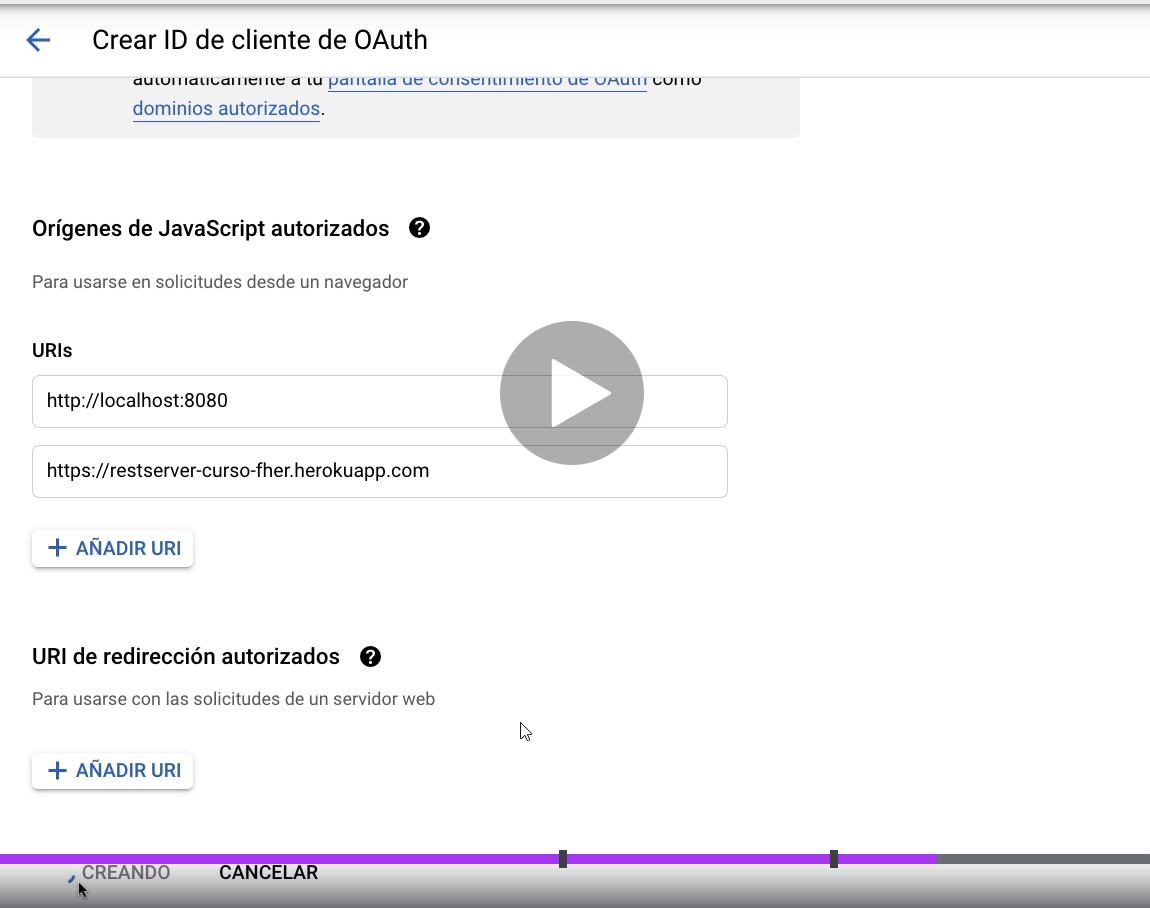 Crear ID de cliente de OAuth
automáticamente a tu pantalla de consentimiento de OAuth como
dominios autorizados.
Orígenes de JavaScript autorizados
Para usarse en solicitudes desde un navegador
URIs
http://localhost:8080
https://restserver-curso-fher.herokuapp.com
AÑADIR URI
URI de redirección autorizados
Para usarse con las solicitudes de un servidor web
AÑADIR URI
CREANDO CANCELAR